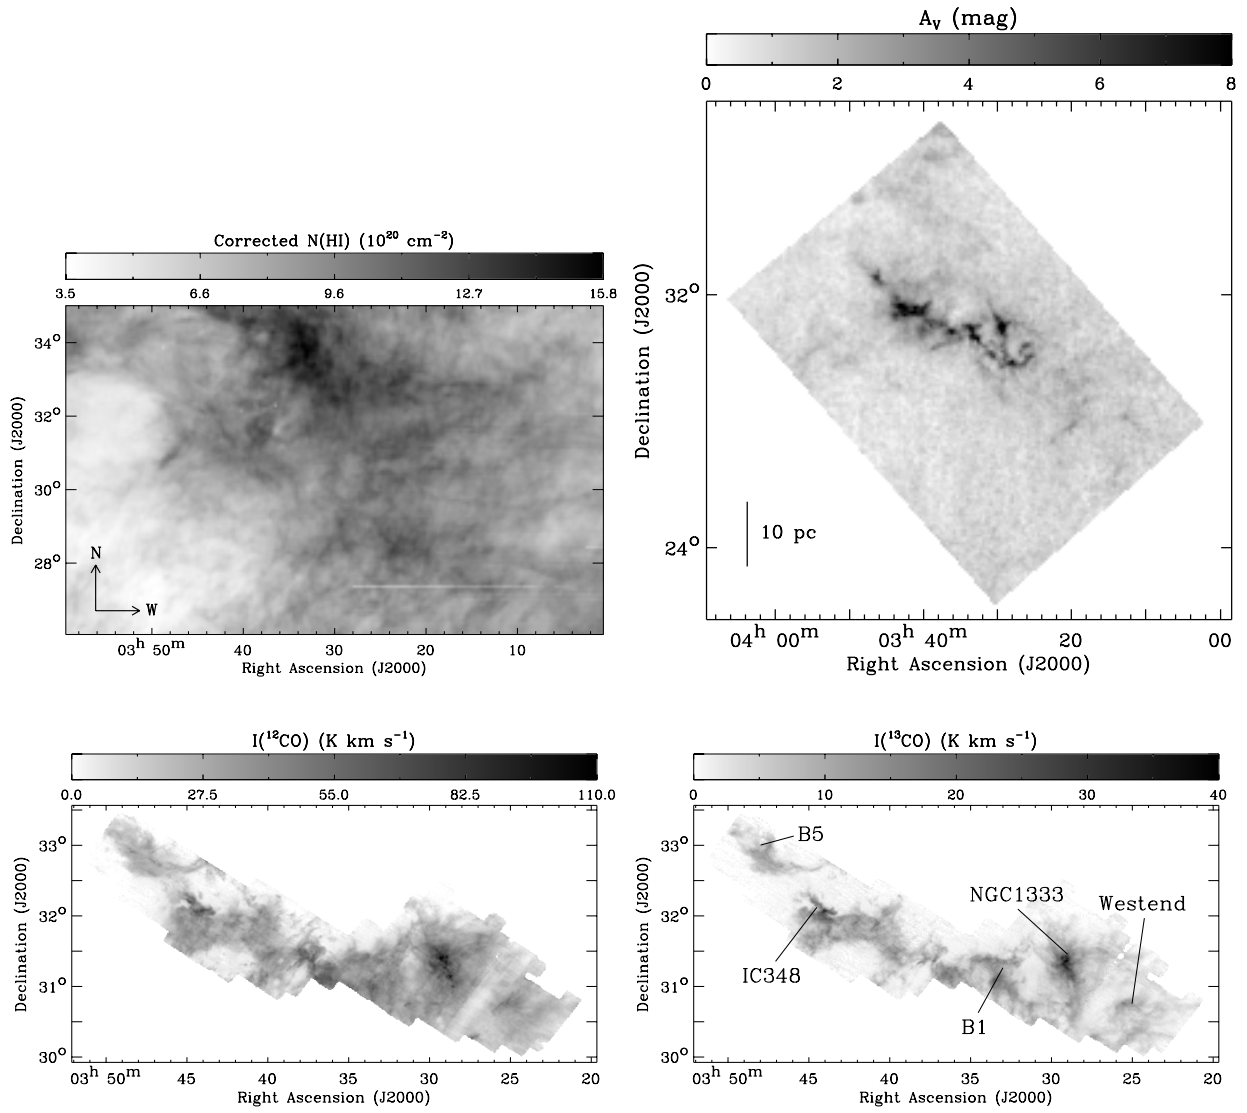 A_V (mag)
0 2 4 6 8
32°
24°
Declination (J2000)
10 pc
04h 00m 03h 40m 20 00
Right Ascension (J2000)
Corrected N(HI) (10^20 cm^-2)
3.5 6.6 9.6 12.7 15.8
34°
32°
30°
28°
Declination (J2000)
N
W
03h 50m 40 30 20 10
Right Ascension (J2000)
I(^12CO) (K km s^-1)
0.0 27.5 55.0 82.5 110.0
33°
32°
31°
30°
Declination (J2000)
03h 50m 45 40 35 30 25 20
Right Ascension (J2000)
I(^13CO) (K km s^-1)
0 10 20 30 40
33°
32°
31°
30°
Declination (J2000)
B5
NGC1333
Westend
IC348
B1
03h 50m 45 40 35 30 25 20
Right Ascension (J2000)